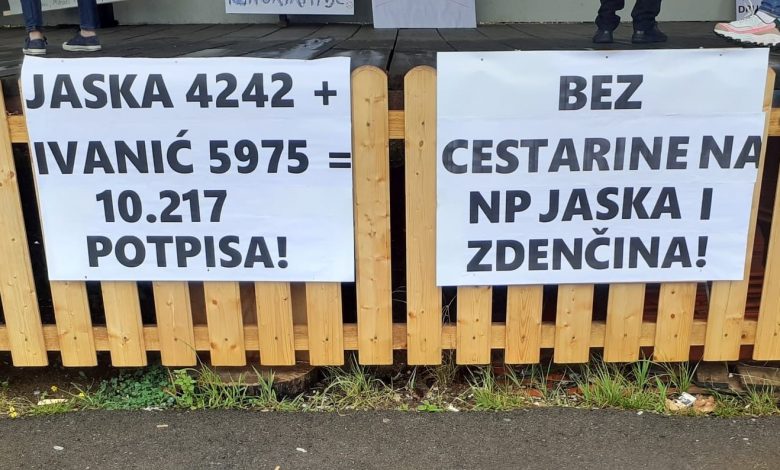 JASKA 4242 +
IVANIĆ 5975 =
10.217
POTPISA!
BEZ
CESTARINE NA
NP JASKA I
ZDENČINA!